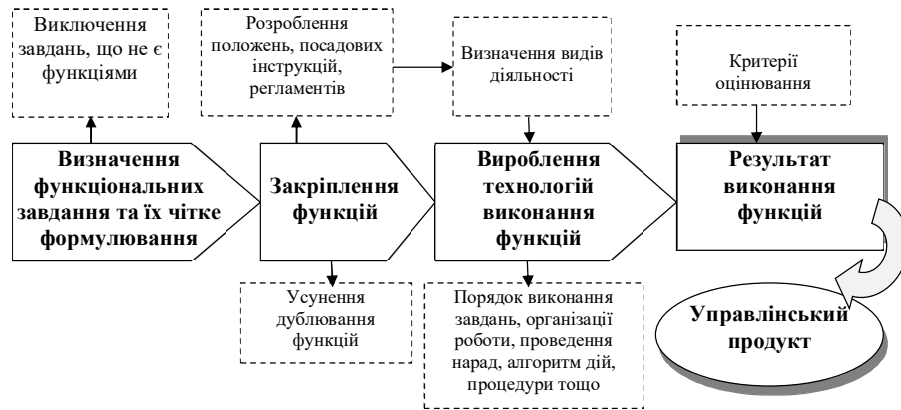 Виключення
завдань, що не є
функціями
Розроблення
положень, посадових
інструкцій,
регламентів
Визначення видів
діяльності
Критерії
оцінювання
Визначення
функціональних
завдання та їх чітке
формулювання
Закріплення
функцій
Вироблення
технологій
виконання
функцій
Результат
виконання
функцій
Усунення
дублювання
функцій
Порядок виконання
завдань, організації
роботи, проведення
нарад, алгоритм дій,
процедури тощо
Управлінський
продукт